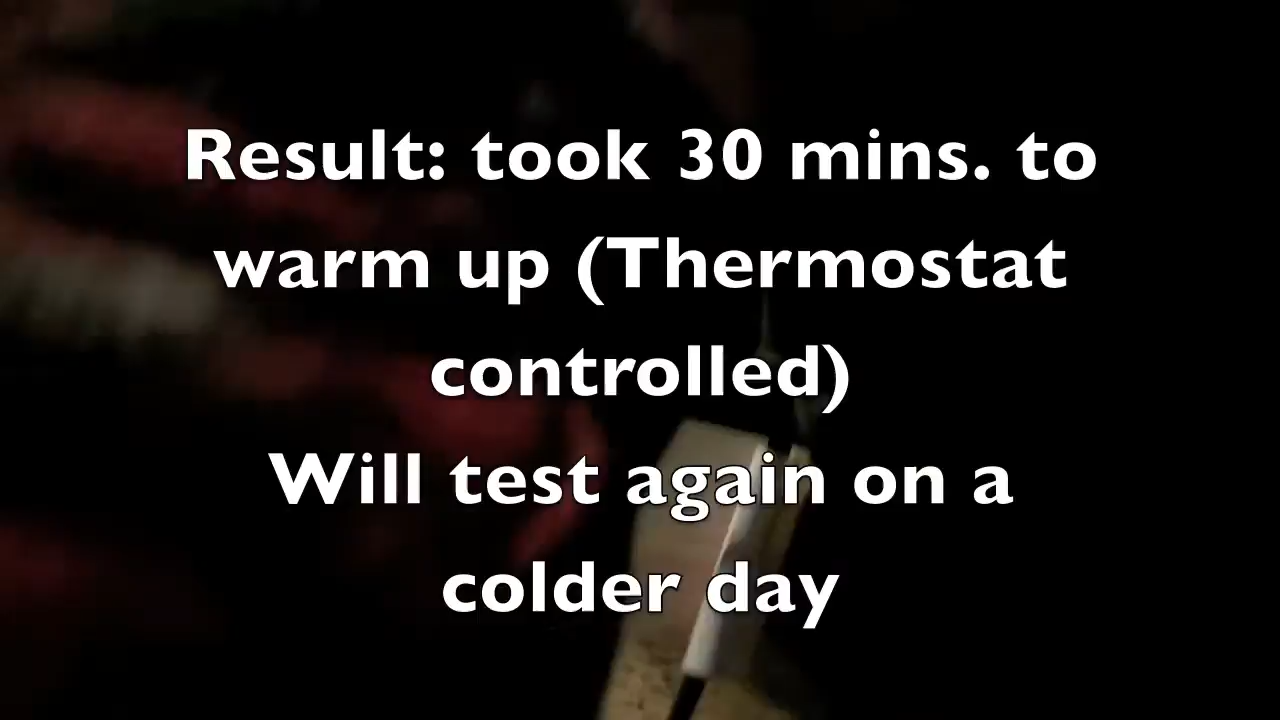 Result: took 30 mins. to
warm up (Thermostat
controlled)
Will test again on a
colder day